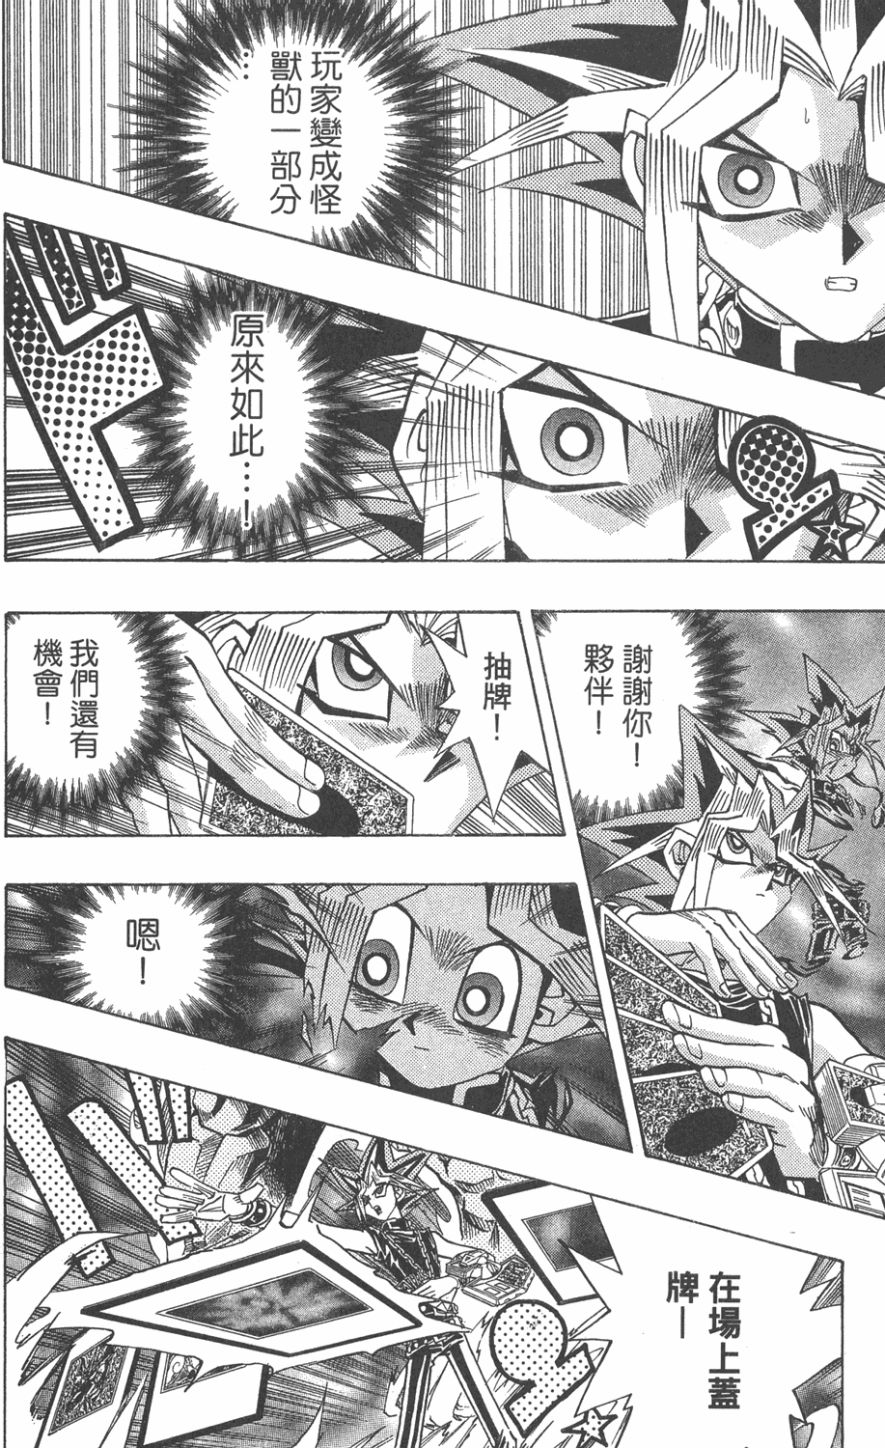 玩家變成怪
獸的一部分
⋮
原來如此…！
謝謝你！
夥伴！
抽牌！
我們還有
機會！
嗯！
在場上蓋
牌—